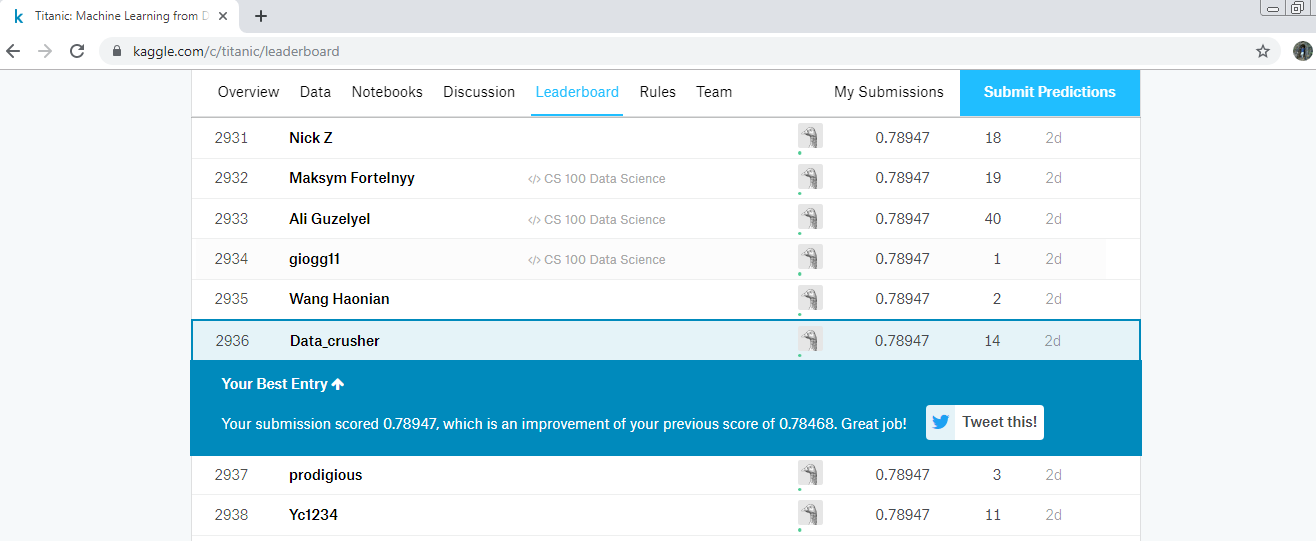 k Titanic: Machine Learning from D
kaggle.com/c/titanic/leaderboard
Overview Data Notebooks Discussion Leaderboard Rules Team My Submissions Submit Predictions
2931 Nick Z 0.78947 18 2d
2932 Maksym Fortelnyy </> CS 100 Data Science 0.78947 19 2d
2933 Ali Guzelyel </> CS 100 Data Science 0.78947 40 2d
2934 giogg11 </> CS 100 Data Science 0.78947 1 2d
2935 Wang Haonian 0.78947 2 2d
2936 Data_crusher 0.78947 14 2d
Your Best Entry
Your submission scored 0.78947, which is an improvement of your previous score of 0.78468. Great job! Tweet this!
2937 prodigious 0.78947 3 2d
2938 Yc1234 0.78947 11 2d